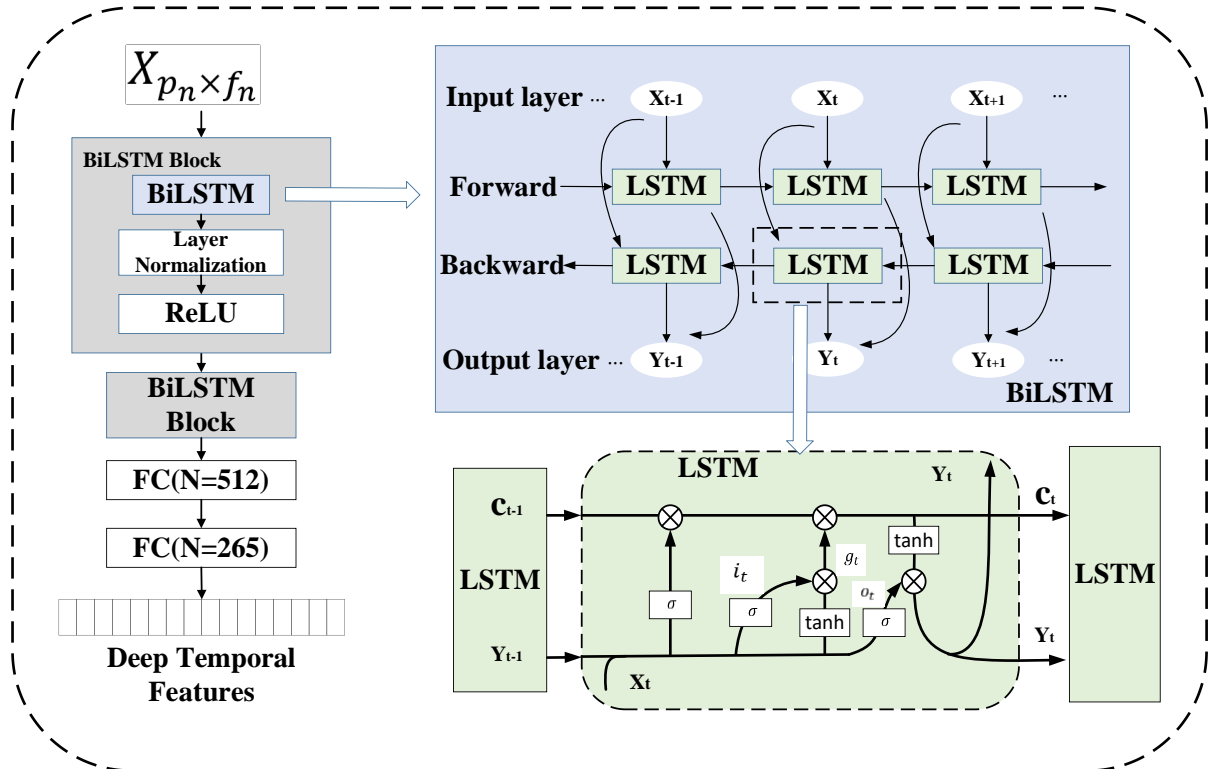 X_{p_n×f_n}
BiLSTM Block
BiLSTM
Layer
Normalization
ReLU
BiLSTM
Block
FC(N=512)
FC(N=265)
Deep Temporal
Features
Input layer ... Xt-1 Xt Xt+1 ...
Forward LSTM LSTM LSTM
Backward LSTM LSTM LSTM
Output layer ... Yt-1 Yt Yt+1 ...
BiLSTM
LSTM
Yt
Ct-1
Ct
tanh
it
gt
ot
LSTM
LSTM
σ
σ
σ
tanh
Yt-1
Yt
Xt